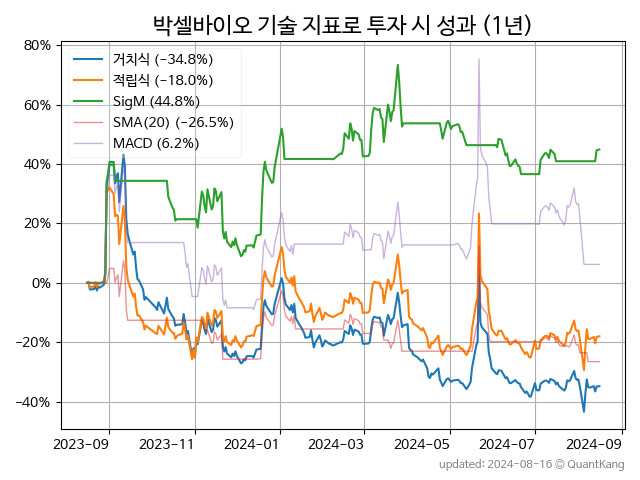 박셀바이오 기술 지표로 투자 시 성과 (1년)
80%
60%
40%
20%
0%
−20%
−40%
거치식 (−34.8%)
적립식 (−18.0%)
SigM (44.8%)
SMA(20) (−26.5%)
MACD (6.2%)
2023−09 2023−11 2024−01 2024−03 2024−05 2024−07 2024−09
updated: 2024−08−16 © QuantKang